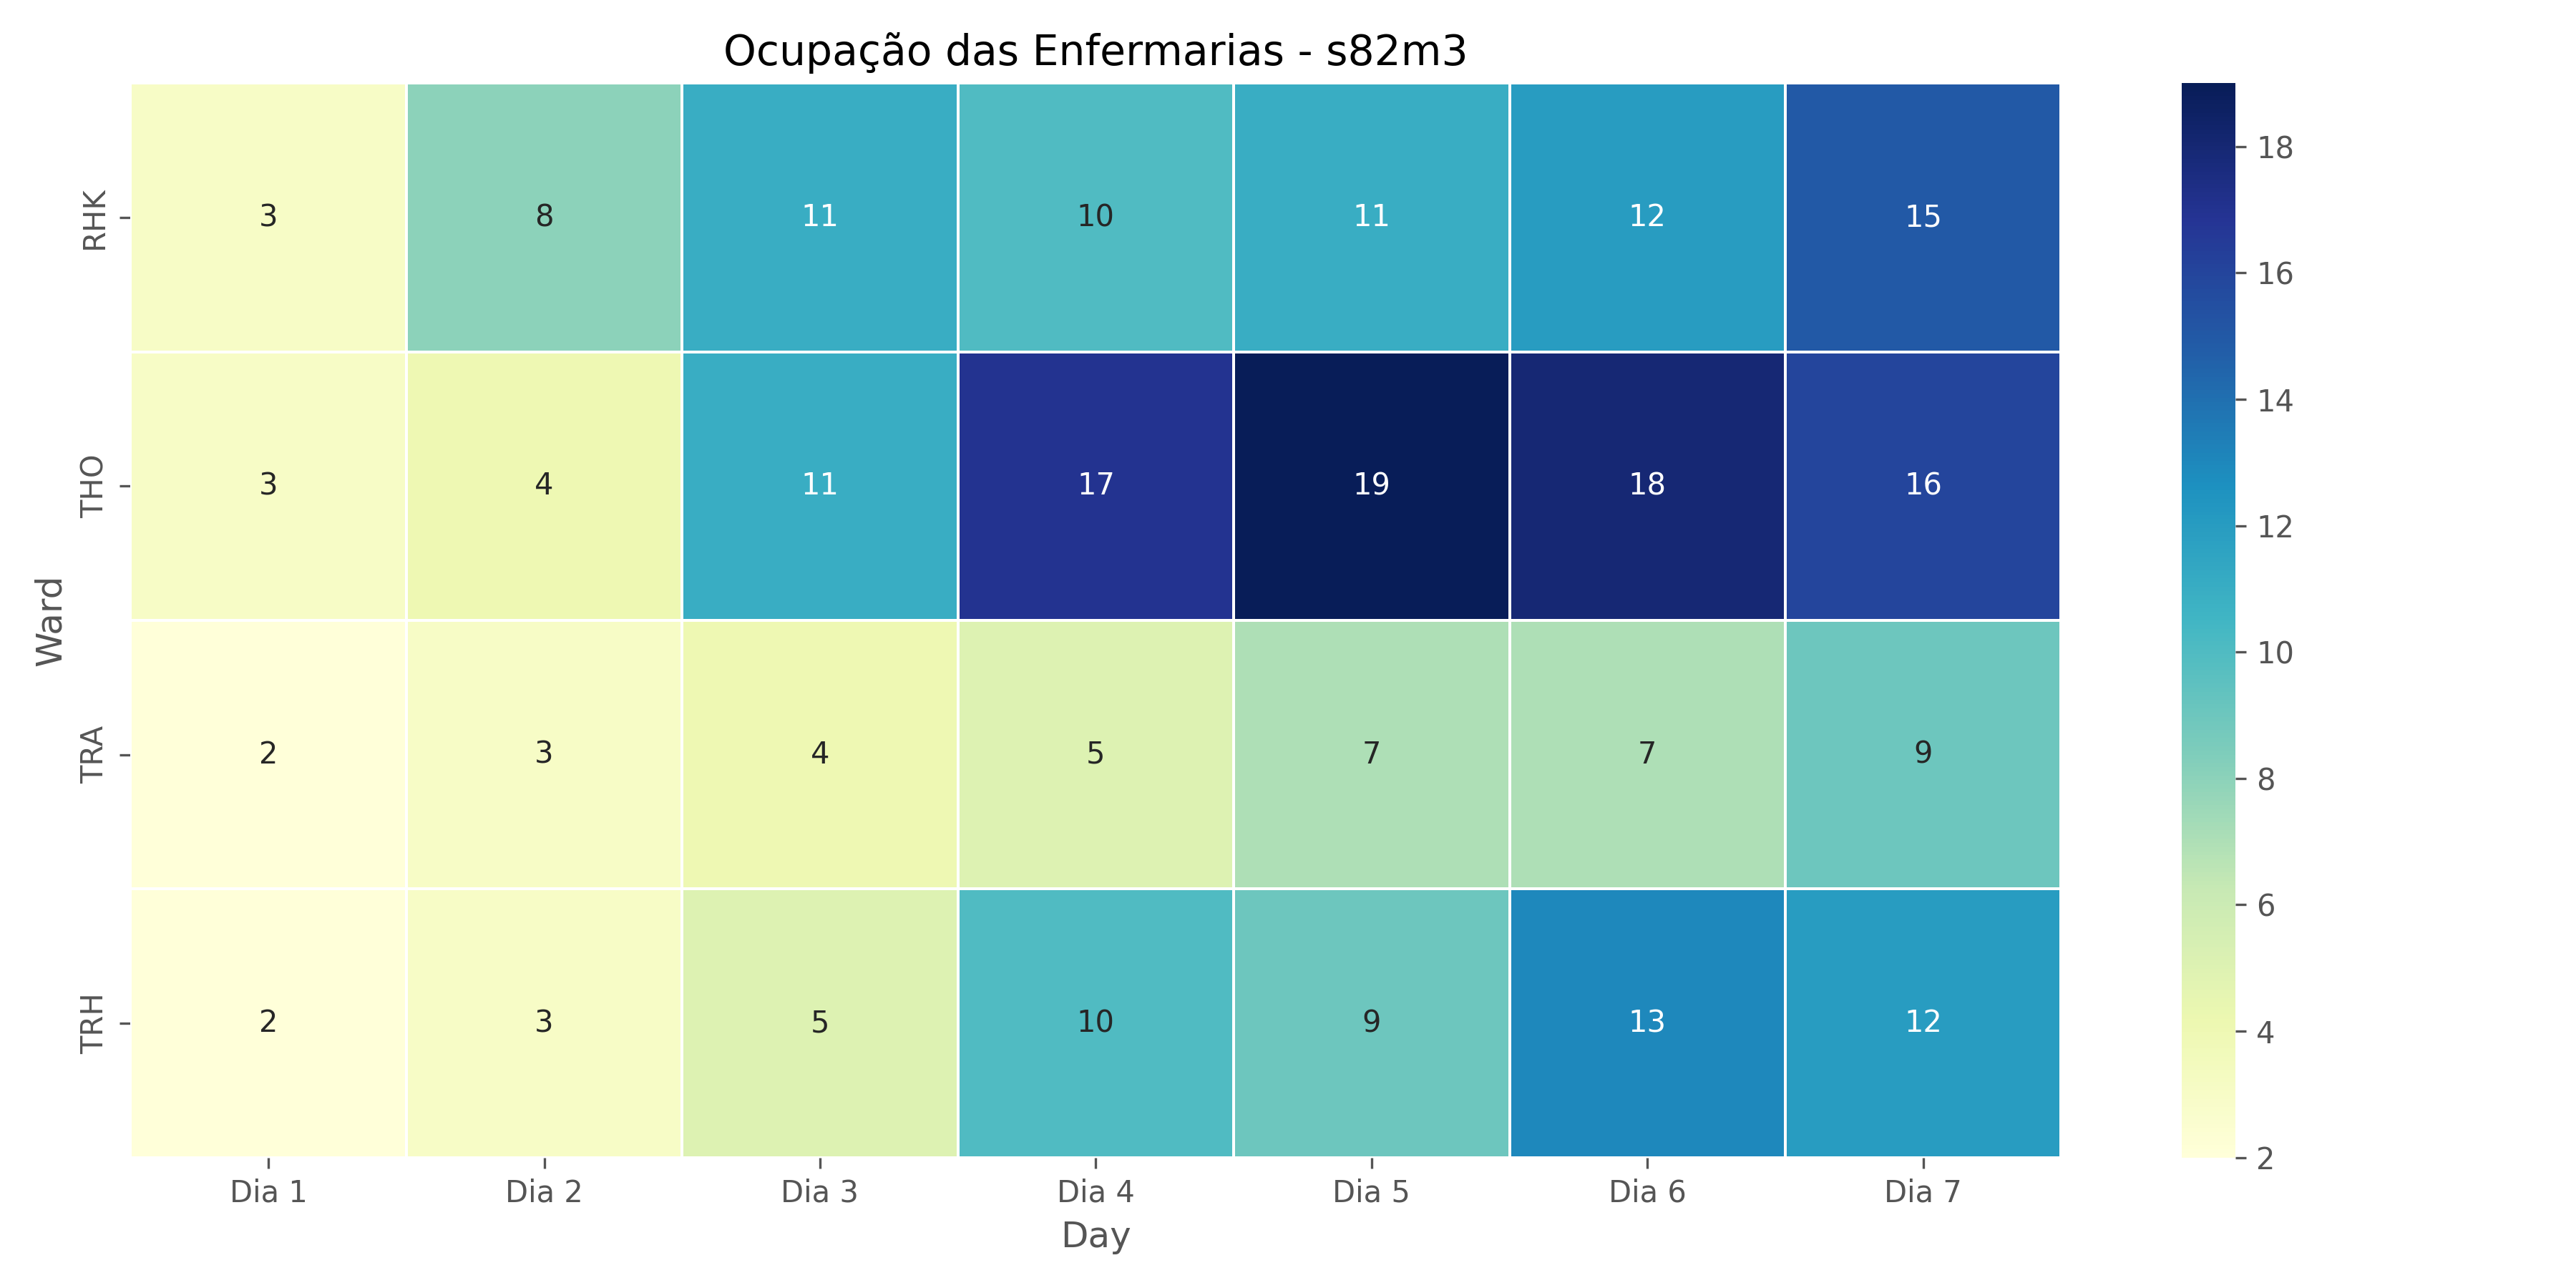 Ocupação das Enfermarias - s82m3
RHK 3 8 11 10 11 12 15
THO 3 4 11 17 19 18 16
TRA 2 3 4 5 7 7 9
TRH 2 3 5 10 9 13 12
Ward
Dia 1 Dia 2 Dia 3 Dia 4 Dia 5 Dia 6 Dia 7
Day
18
16
14
12
10
8
6
4
2